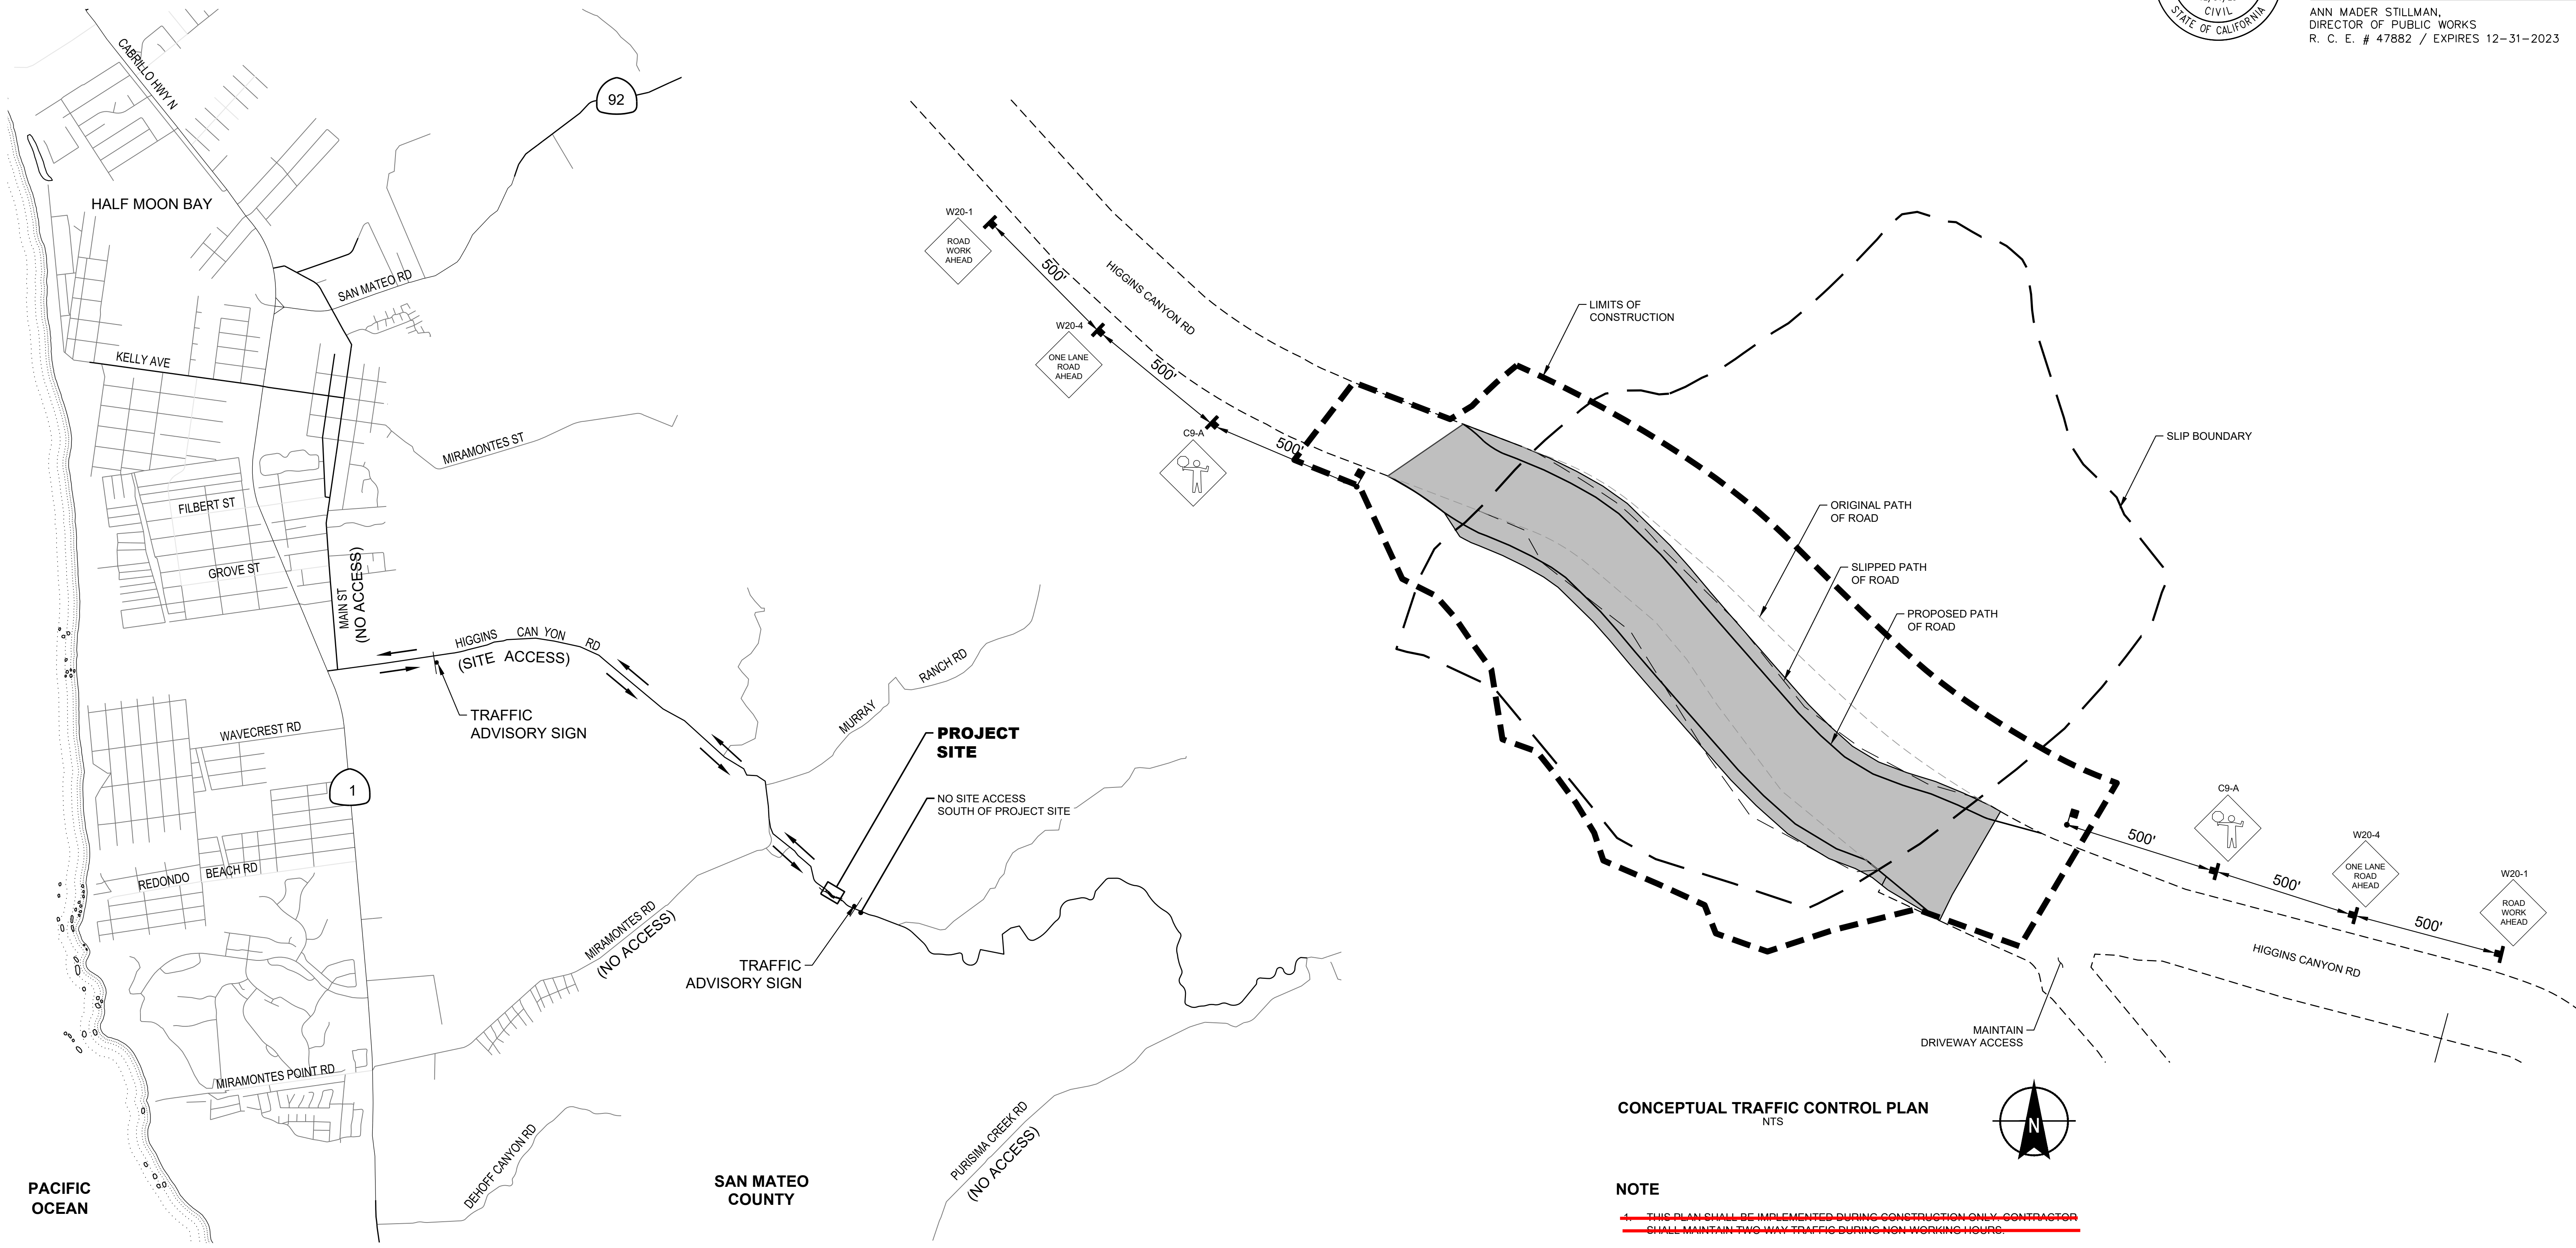 CIVIL
STATE OF CALIFORNIA
ANN MADER STILLMAN,
DIRECTOR OF PUBLIC WORKS
R. C. E. # 47882 / EXPIRES 12-31-2023
CABRILLO HWY N
92
HALF MOON BAY
SAN MATEO RD
KELLY AVE
MIRAMONTES ST
FILBERT ST
GROVE ST
MAIN ST
(NO ACCESS)
HIGGINS CAN YON RD
(SITE ACCESS)
TRAFFIC
ADVISORY SIGN
MURRAY RANCH RD
WAVECREST RD
1
PROJECT
SITE
NO SITE ACCESS
SOUTH OF PROJECT SITE
REDONDO BEACH RD
MIRAMONTES RD
(NO ACCESS)
TRAFFIC
ADVISORY SIGN
MIRAMONTES POINT RD
DEHOFF CANYON RD
PURISIMA CREEK RD
(NO ACCESS)
SAN MATEO
COUNTY
PACIFIC
OCEAN
W20-1
ROAD
WORK
AHEAD
500'
HIGGINS CANYON RD
W20-4
ONE LANE
ROAD
AHEAD
500'
C9-A
500'
LIMITS OF
CONSTRUCTION
SLIP BOUNDARY
ORIGINAL PATH
OF ROAD
SLIPPED PATH
OF ROAD
PROPOSED PATH
OF ROAD
C9-A
500'
W20-4
ONE LANE
ROAD
AHEAD
500'
W20-1
ROAD
WORK
AHEAD
500'
HIGGINS CANYON RD
MAINTAIN
DRIVEWAY ACCESS
CONCEPTUAL TRAFFIC CONTROL PLAN
NTS
N
NOTE
1. THIS PLAN SHALL BE IMPLEMENTED DURING CONSTRUCTION ONLY. CONTRACTOR
SHALL MAINTAIN TWO-WAY TRAFFIC DURING NON-WORKING HOURS.